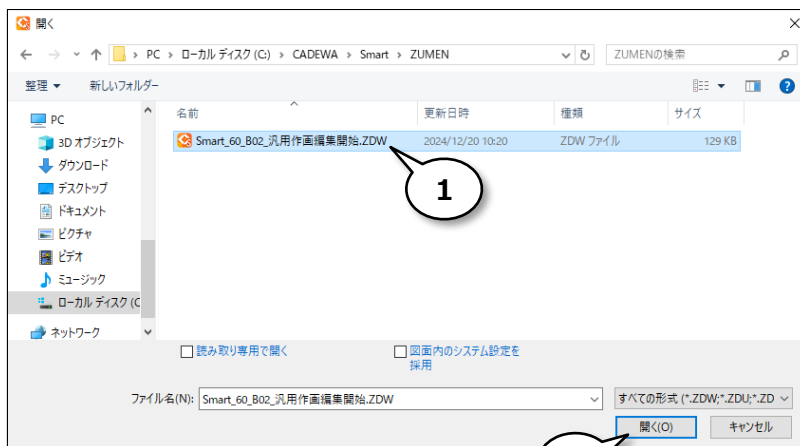 開く
PC › ローカル ディスク (C:) › CADEWA › Smart › ZUMEN
ZUMENの検索
整理
新しいフォルダー
名前 更新日時 種類 サイズ
Smart_60_B02_汎用作画編集開始.ZDW 2024/12/20 10:20 ZDW ファイル 129 KB
1
PC
3D オブジェクト
ダウンロード
デスクトップ
ドキュメント
ピクチャ
ビデオ
ミュージック
ローカル ディスク (C
ネットワーク
読み取り専用で開く
図面内のシステム設定を
採用
ファイル名(N): Smart_60_B02_汎用作画編集開始.ZDW
すべての形式 (*.ZDW;*.ZDU;*.ZD
開く(O)
キャンセル